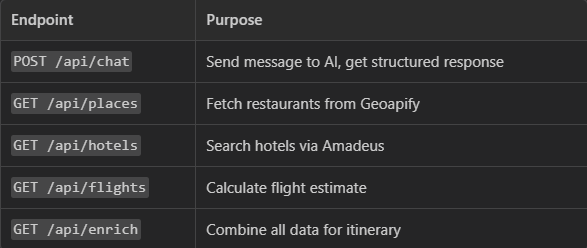 Endpoint Purpose
POST /api/chat Send message to AI, get structured response
GET /api/places Fetch restaurants from Geoapify
GET /api/hotels Search hotels via Amadeus
GET /api/flights Calculate flight estimate
GET /api/enrich Combine all data for itinerary